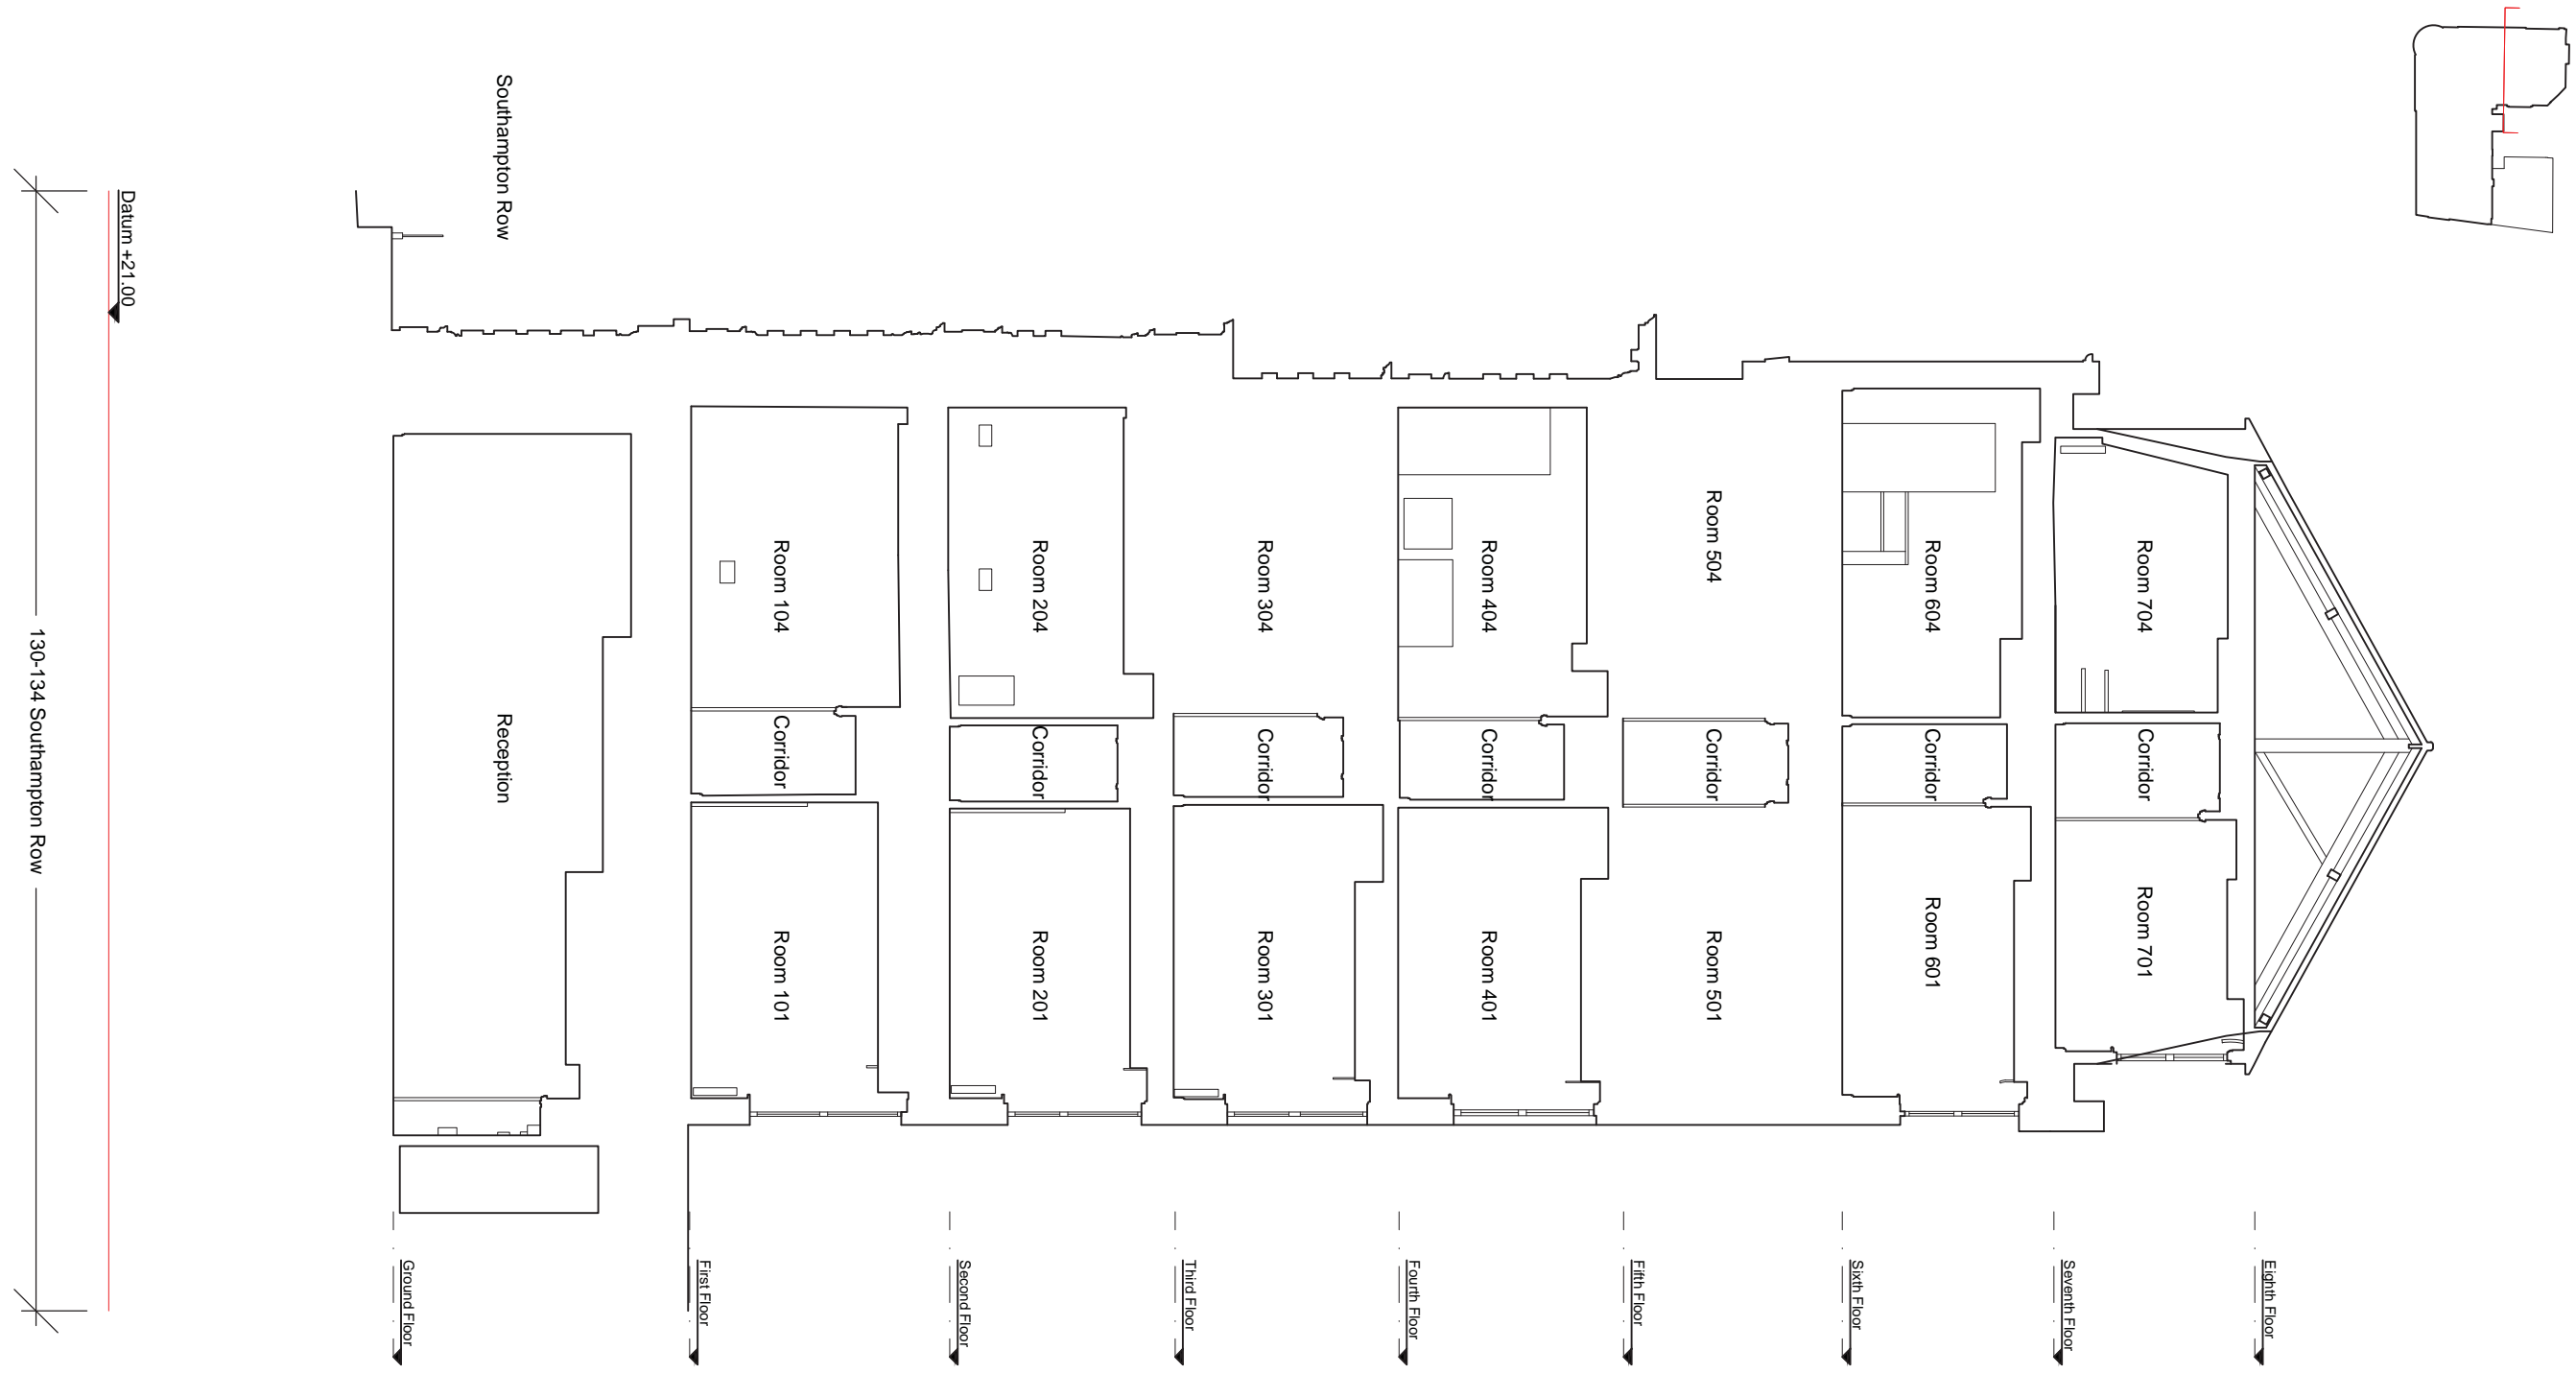 Southampton Row
Room 704
Corridor
Room 701
Room 604
Corridor
Room 601
Room 504
Corridor
Room 501
Room 404
Corridor
Room 401
Room 304
Corridor
Room 301
Room 204
Corridor
Room 201
Room 104
Corridor
Room 101
Reception
Eighth Floor
Seventh Floor
Sixth Floor
Fifth Floor
Fourth Floor
Third Floor
Second Floor
First Floor
Ground Floor
Datum +21.00
130-134 Southampton Row